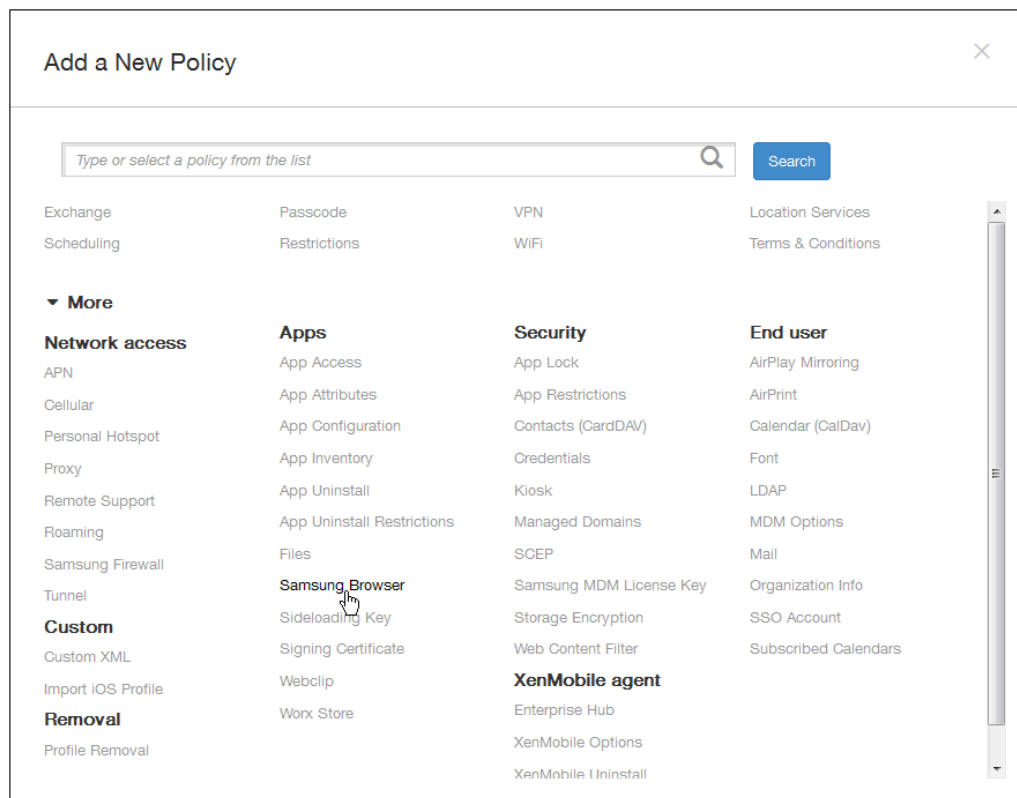 Add a New Policy
Type or select a policy from the list
Search
Exchange
Passcode
VPN
Location Services
Scheduling
Restrictions
WiFi
Terms & Conditions
More
Network access
APN
Cellular
Personal Hotspot
Proxy
Remote Support
Roaming
Samsung Firewall
Tunnel
Custom
Custom XML
Import iOS Profile
Removal
Profile Removal
Apps
App Access
App Attributes
App Configuration
App Inventory
App Uninstall
App Uninstall Restrictions
Files
Samsung Browser
Sideloading Key
Signing Certificate
Webclip
Worx Store
Security
App Lock
App Restrictions
Contacts (CardDAV)
Credentials
Kiosk
Managed Domains
SCEP
Samsung MDM License Key
Storage Encryption
Web Content Filter
XenMobile agent
Enterprise Hub
XenMobile Options
XenMobile Uninstall
End user
AirPlay Mirroring
AirPrint
Calendar (CalDav)
Font
LDAP
MDM Options
Mail
Organization Info
SSO Account
Subscribed Calendars